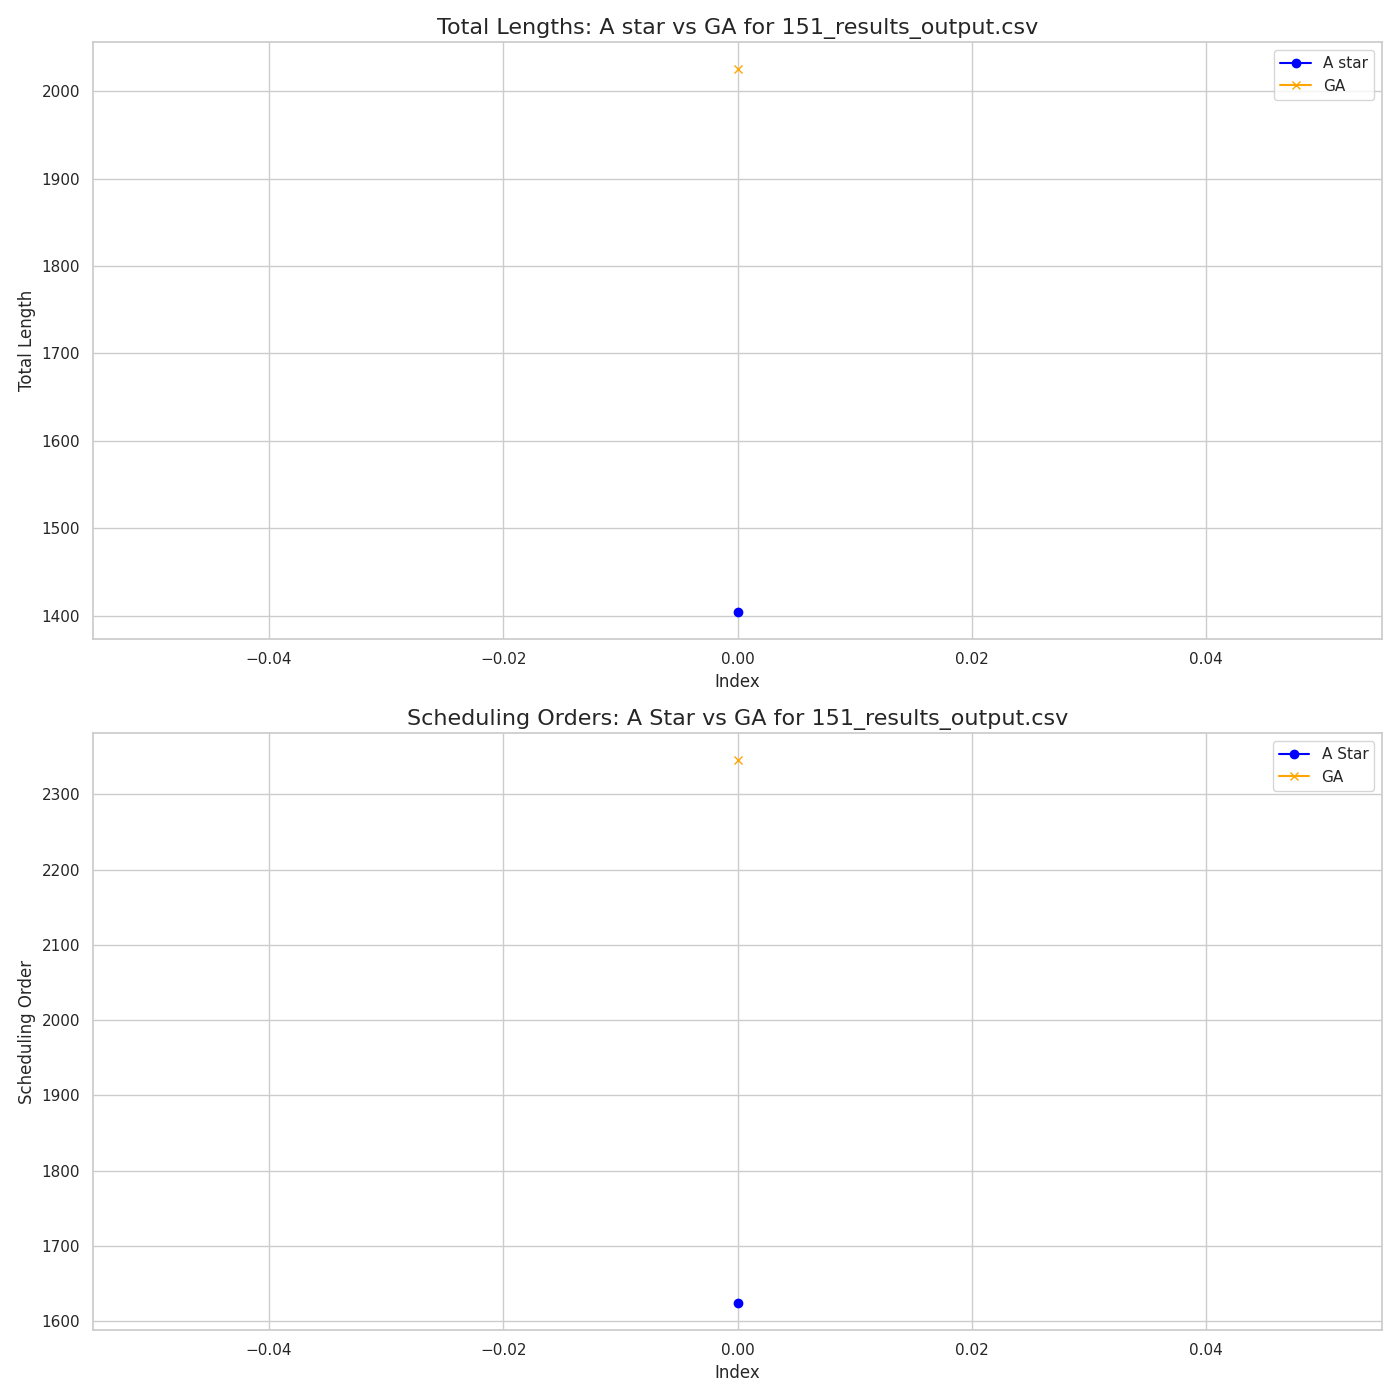 Total Lengths: A star vs GA for 151_results_output.csv
A star
GA
2000
1900
1800
1700
1600
1500
1400
Total Length
−0.04
−0.02
0.00
0.02
0.04
Index
Scheduling Orders: A Star vs GA for 151_results_output.csv
A Star
GA
2300
2200
2100
2000
1900
1800
1700
1600
Scheduling Order
−0.04
−0.02
0.00
0.02
0.04
Index